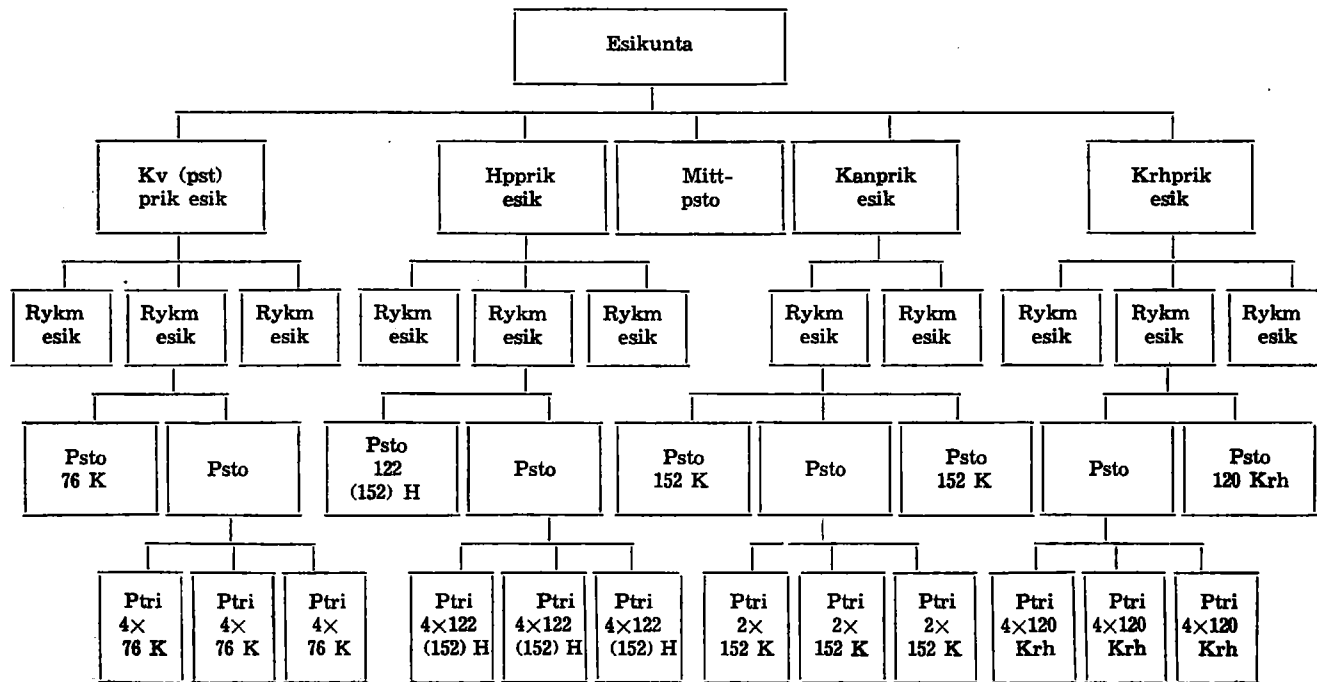 Esikunta
Kv (pst)
prik esik
Hpprik
esik
Mitt-
psto
Kanprik
esik
Krhprik
esik
Rykm
esik
Rykm
esik
Rykm
esik
Rykm
esik
Rykm
esik
Rykm
esik
Rykm
esik
Rykm
esik
Rykm
esik
Rykm
esik
Rykm
esik
Psto
76 K
Psto
Psto
122
(152) H
Psto
Psto
152 K
Psto
Psto
152 K
Psto
Psto
120 Krh
Ptri
4×
76 K
Ptri
4×
76 K
Ptri
4×
76 K
Ptri
4×122
(152) H
Ptri
4×122
(152) H
Ptri
4×122
(152) H
Ptri
2×
152 K
Ptri
2×
152 K
Ptri
2×
152 K
Ptri
4×120
Krh
Ptri
4×120
Krh
Ptri
4×120
Krh